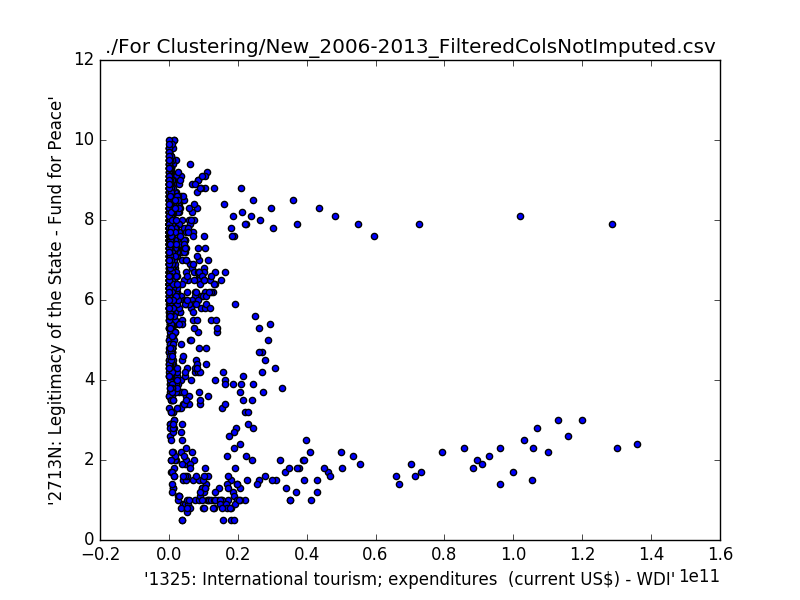 ./For Clustering/New_2006-2013_FilteredColsNotImputed.csv
12
10
8
6
4
2
0
'2713N: Legitimacy of the State - Fund for Peace'
−0.2 0.0 0.2 0.4 0.6 0.8 1.0 1.2 1.4 1.6
1e11
'1325: International tourism; expenditures  (current US$) - WDI'